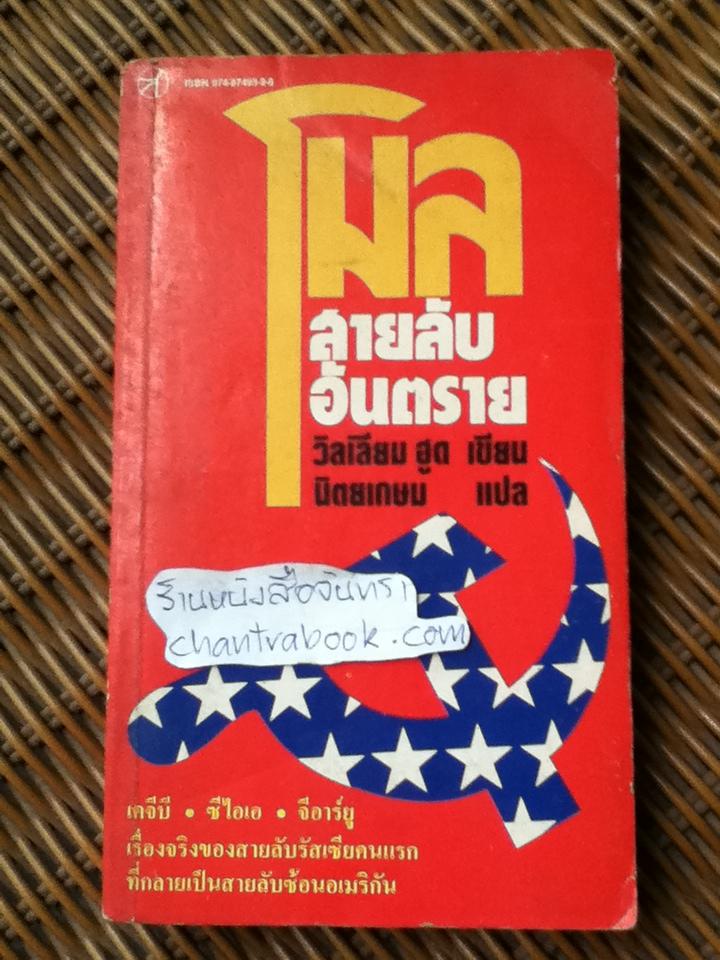 ISBN 974-87493-9-8
โมล
สายลับ
อันตราย
วิลเลียม ฮูด เขียน
นิตยเกษม แปล
ร้านหนังสือจันทรา
chantrabook.com
เคจีบี • ซีไอเอ • จีอาร์ยู
เรื่องจริงของสายลับรัสเซียคนแรก
ที่กลายเป็นสายลับซ้อนอเมริกัน